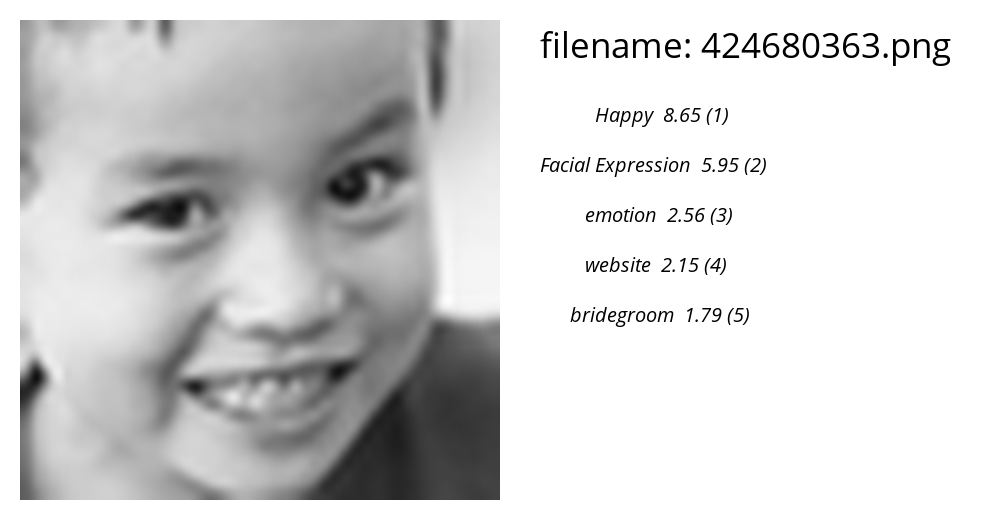 filename: 424680363.png
Happy 8.65 (1)
Facial Expression 5.95 (2)
emotion 2.56 (3)
website 2.15 (4)
bridegroom 1.79 (5)